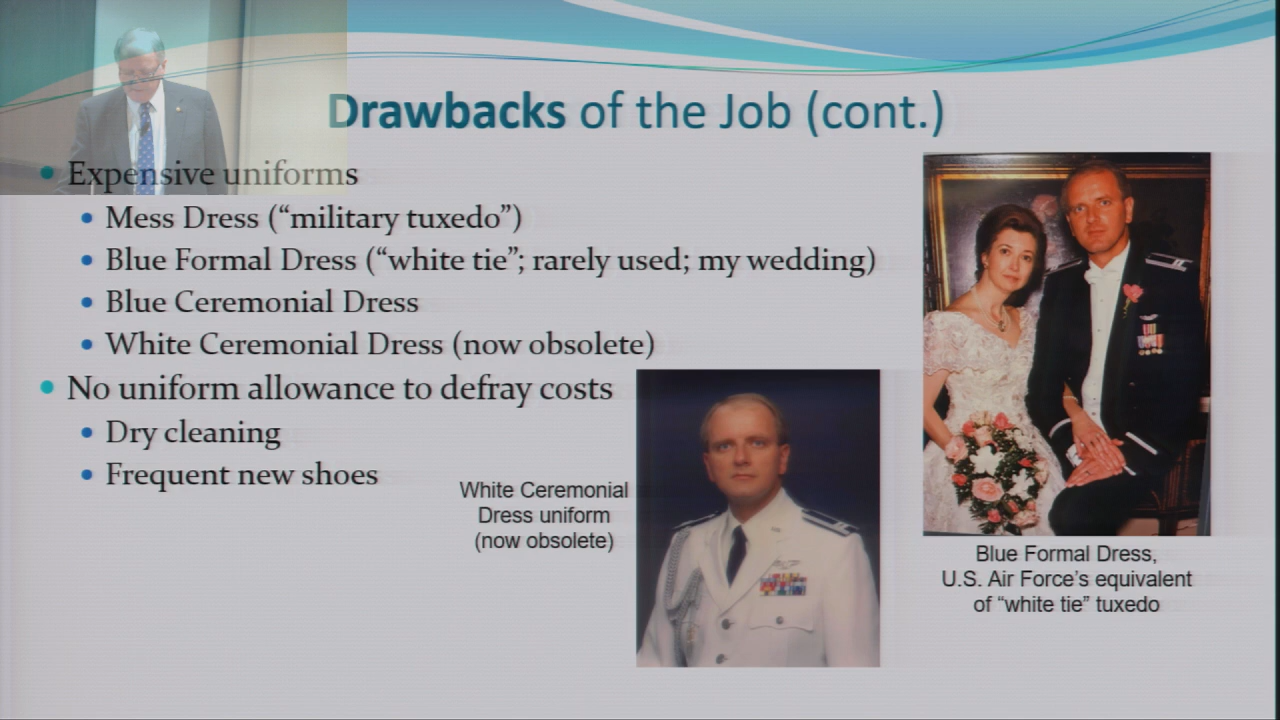 Drawbacks of the Job (cont.)
Expensive uniforms
Mess Dress (“military tuxedo”)
Blue Formal Dress (“white tie”; rarely used; my wedding)
Blue Ceremonial Dress
White Ceremonial Dress (now obsolete)
No uniform allowance to defray costs
Dry cleaning
Frequent new shoes
White Ceremonial
Dress uniform
(now obsolete)
Blue Formal Dress,
U.S. Air Force’s equivalent
of “white tie” tuxedo